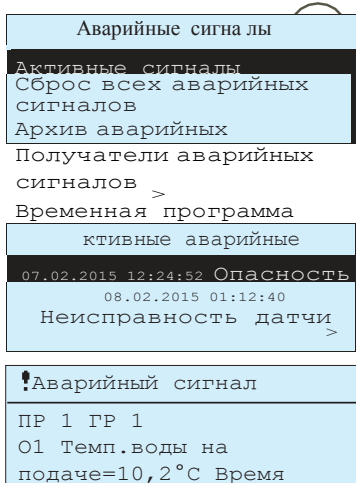 Аварийные сигна лы
Активные сигналы
Сброс всех аварийных
сигналов
Архив аварийных
Получатели аварийных
сигналов
>
Временная программа
ктивные аварийные
07.02.2015 12:24:52 Опасность
08.02.2015 01:12:40
Неисправность датчи
>
!Аварийный сигнал
ПР 1 ГР 1
О1 Темп.воды на
подаче=10,2°С Время